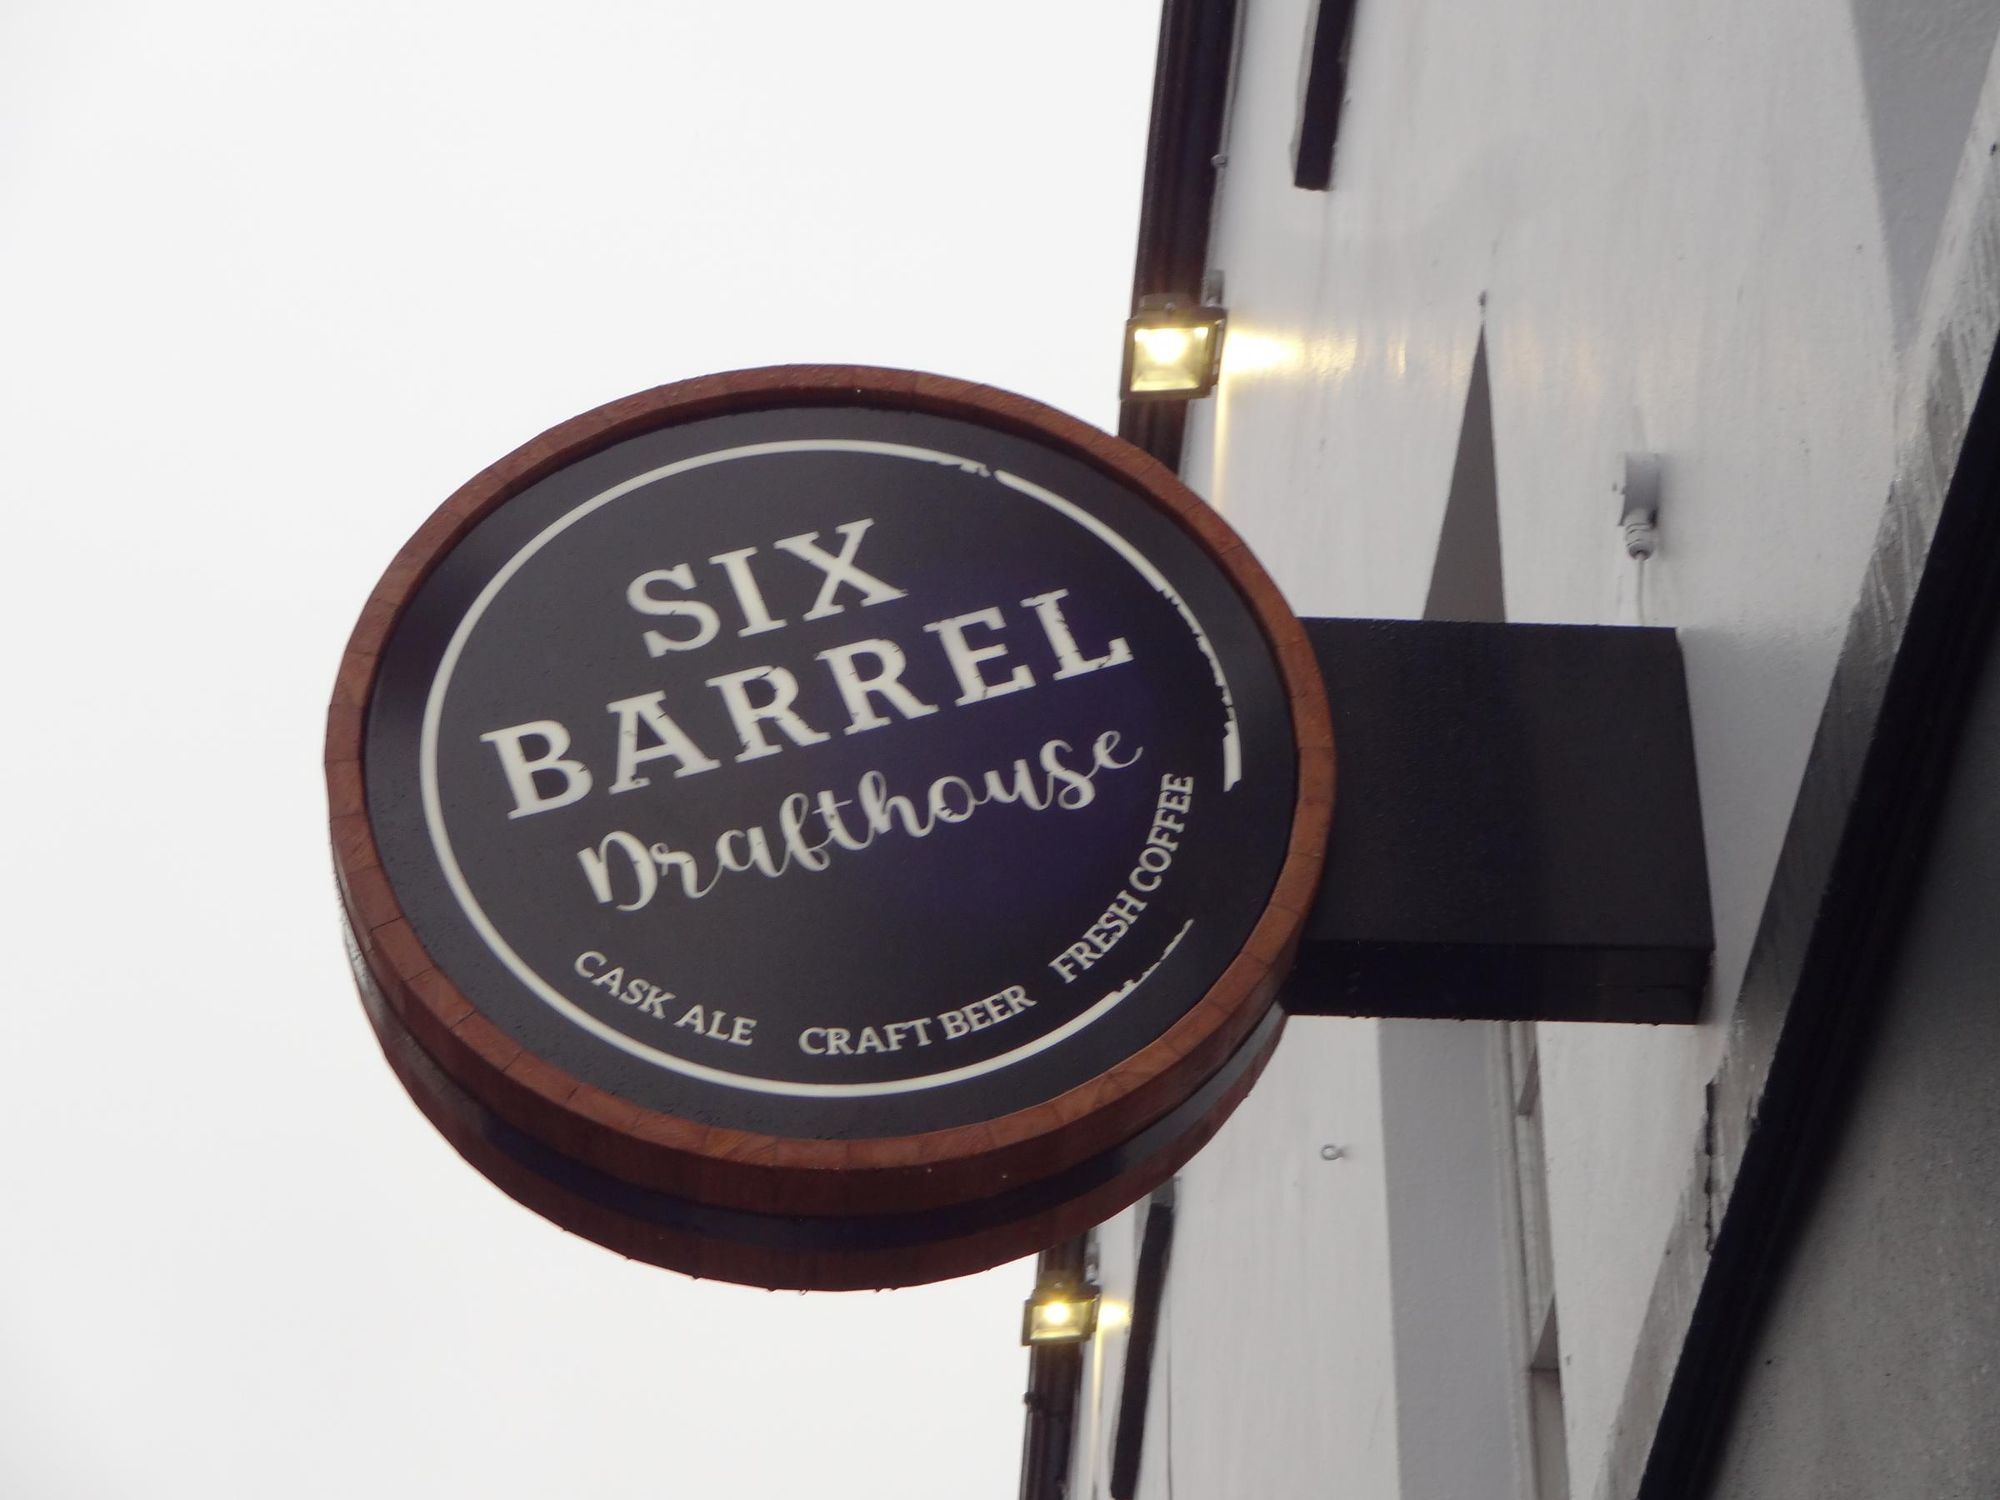 SIX
BARREL
Drafthouse
CASK ALE CRAFT BEER FRESH COFFEE